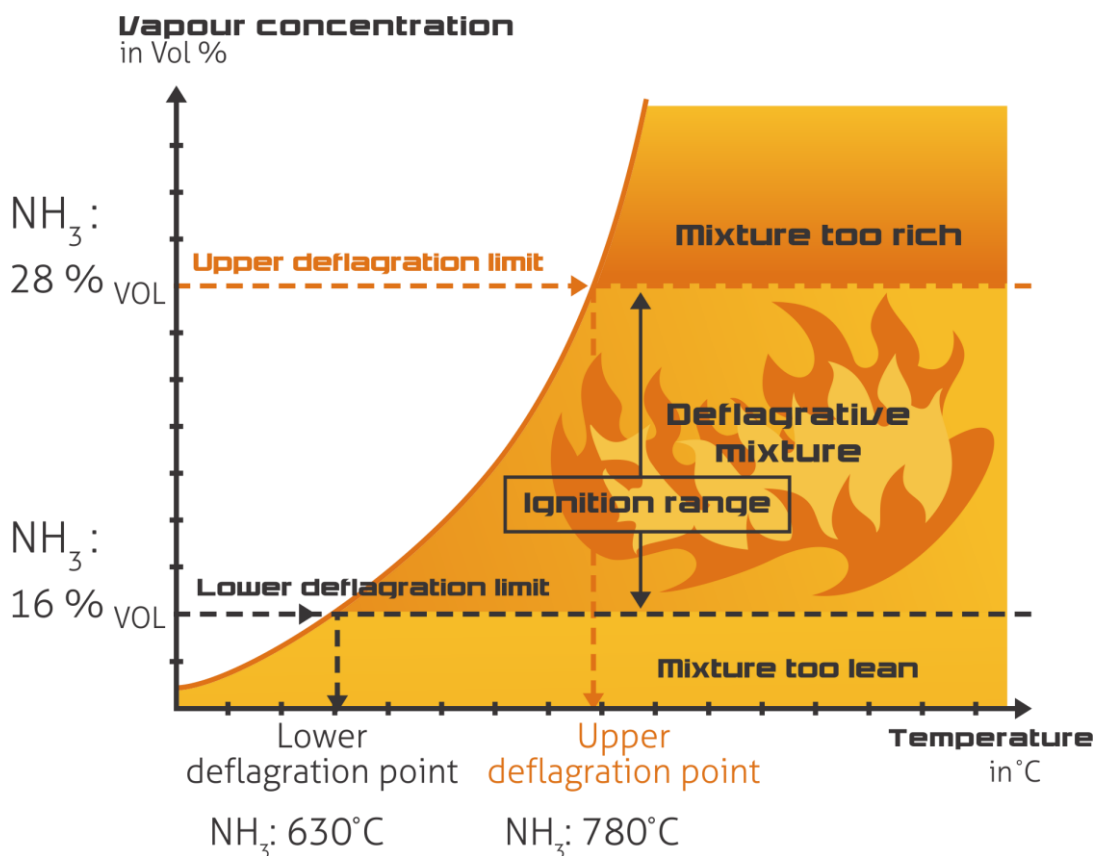 Vapour concentration
in Vol %
NH₃:
28 % VOL
Upper deflagration limit
Mixture too rich
Deflagrative
mixture
Ignition range
NH₃:
16 % VOL
Lower deflagration limit
Mixture too lean
Lower
deflagration point
Upper
deflagration point
Temperature
in°C
NH₃: 630°C
NH₃: 780°C